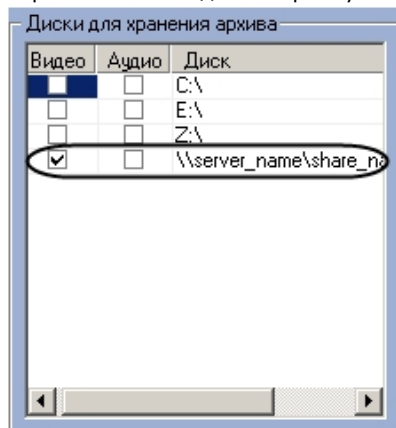 Диски для хранения архива
Видео Аудио Диск
C:\
E:\
Z:\
\\server_name\share_na